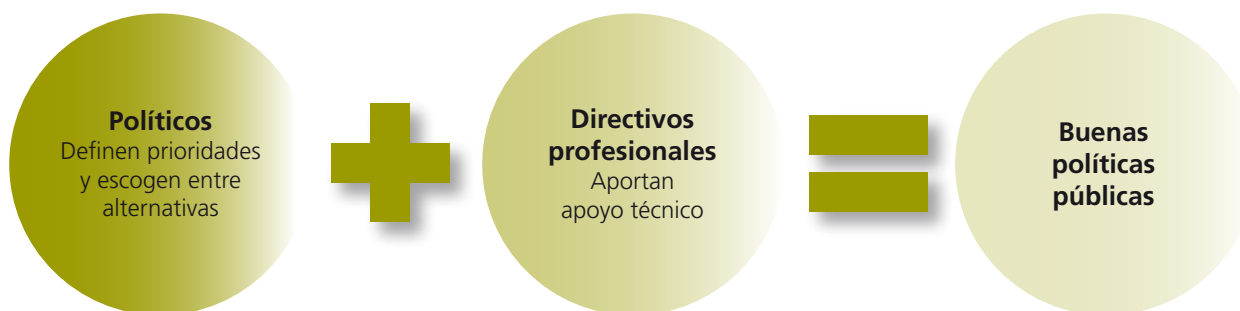 Políticos
Definen prioridades
y escogen entre
alternativas
Directivos
profesionales
Aportan
apoyo técnico
Buenas
políticas
públicas